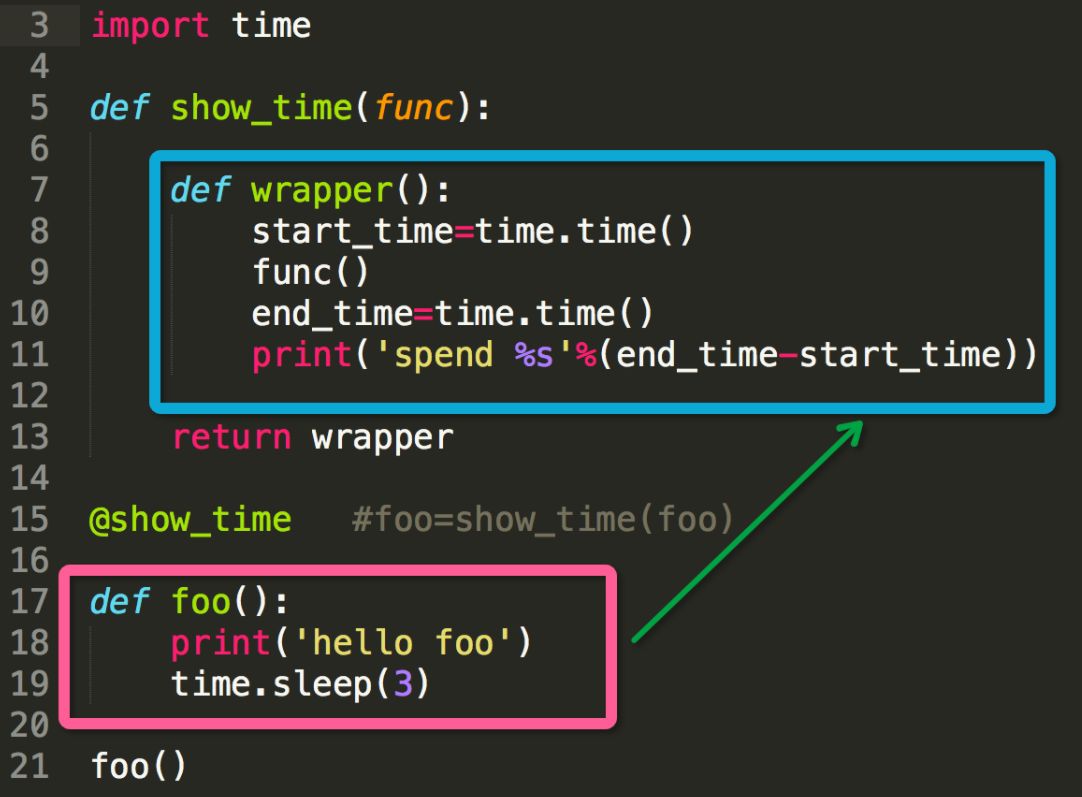 3 import time
4
5 def show_time(func):
6
7     def wrapper():
8         start_time=time.time()
9         func()
10         end_time=time.time()
11         print('spend %s'%(end_time-start_time))
12
13     return wrapper
14
15 @show_time   #foo=show_time(foo)
16
17 def foo():
18     print('hello foo')
19     time.sleep(3)
20
21 foo()